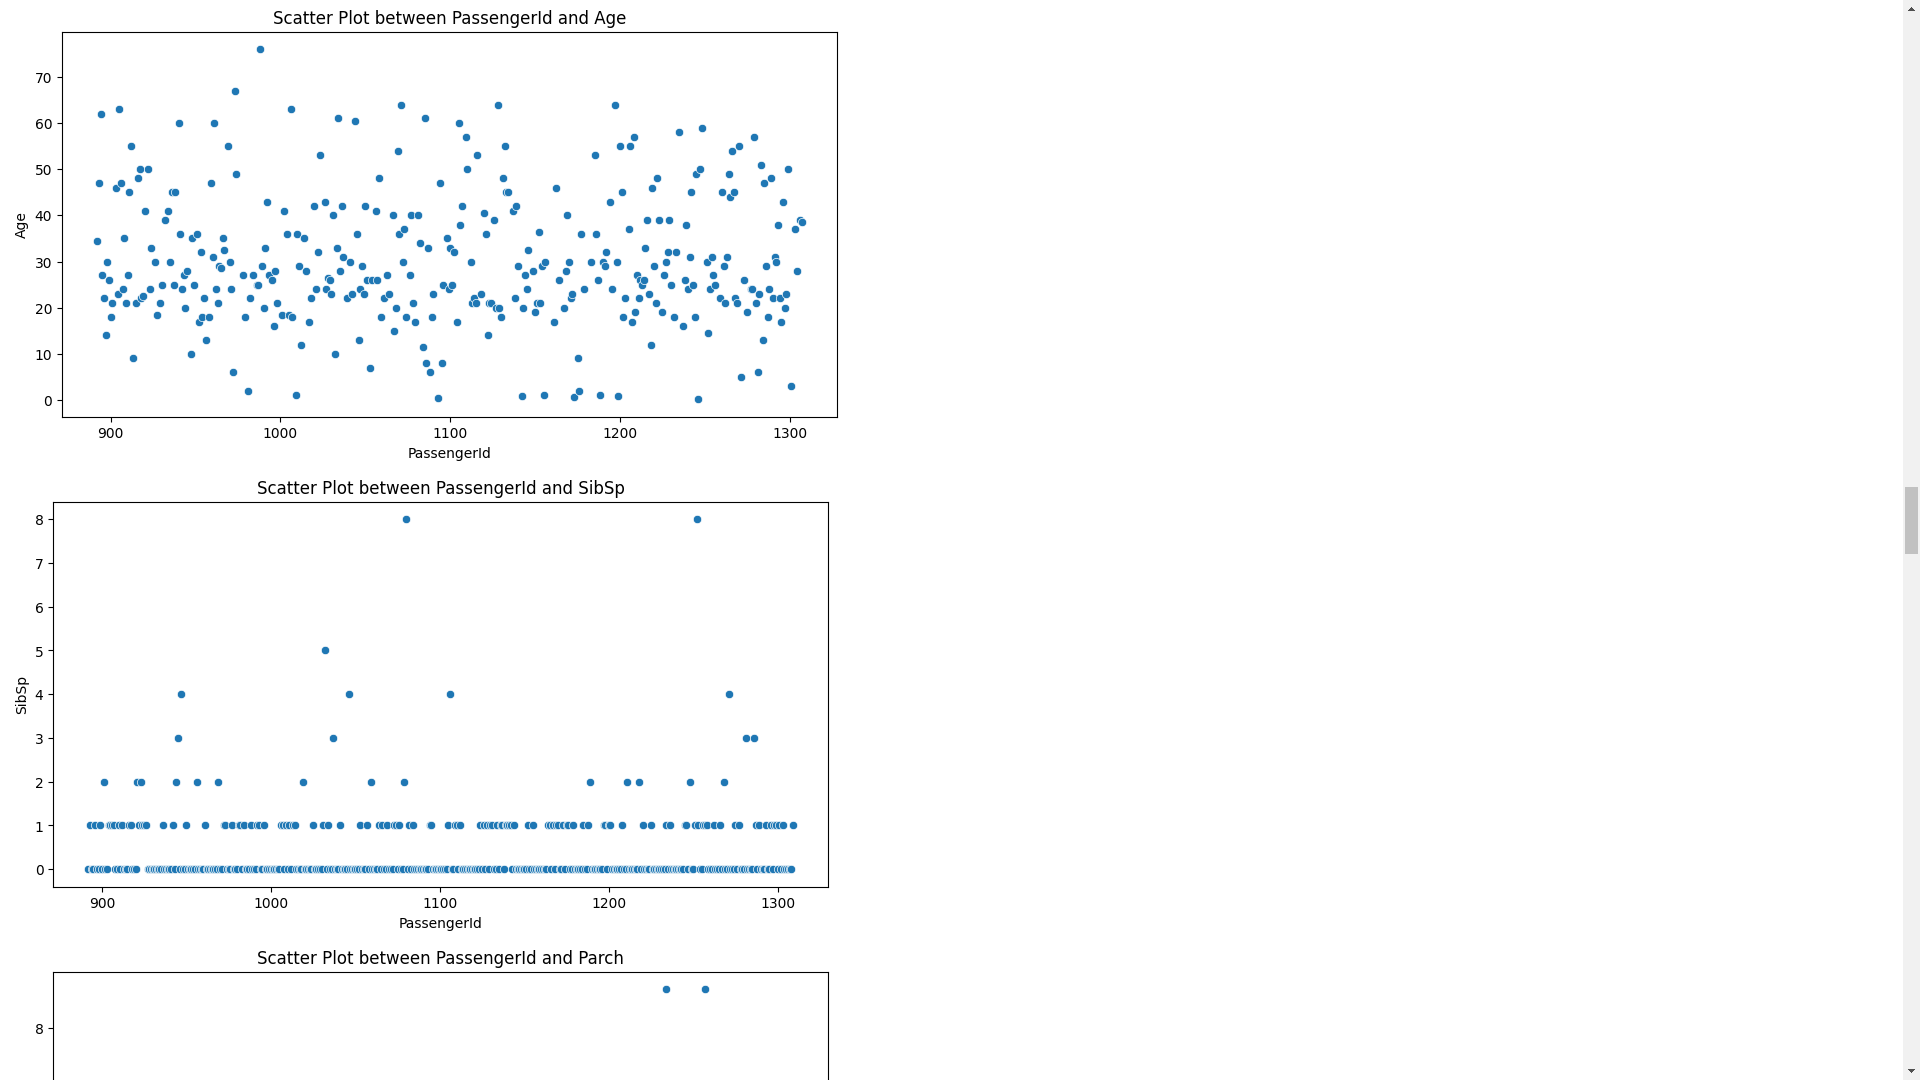 Scatter Plot between PassengerId and Age
70
60
50
40
30
20
10
0
Age
900 1000 1100 1200 1300
PassengerId
Scatter Plot between PassengerId and SibSp
8
7
6
5
4
3
2
1
0
SibSp
900 1000 1100 1200 1300
PassengerId
Scatter Plot between PassengerId and Parch
8